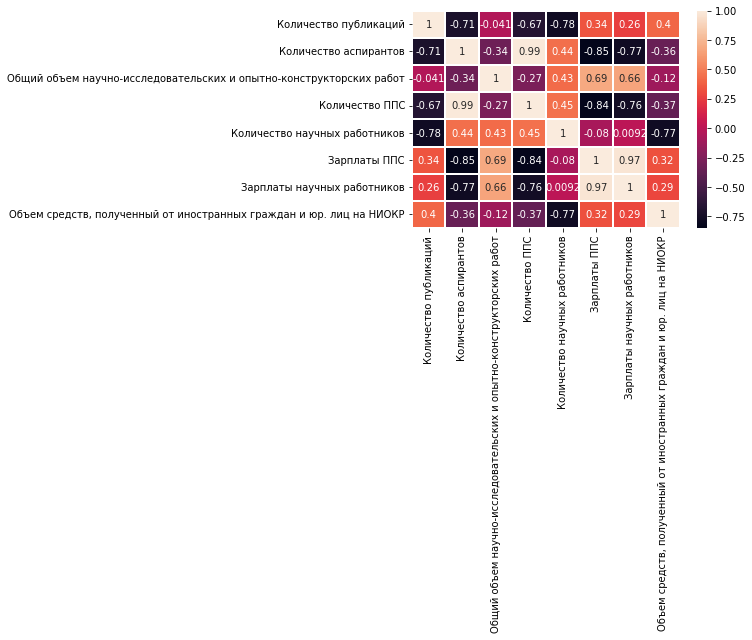 Количество публикаций 1 -0.71 -0.041 -0.67 -0.78 0.34 0.26 0.4
Количество аспирантов -0.71 1 -0.34 0.99 0.44 -0.85 -0.77 -0.36
Общий объем научно-исследовательских и опытно-конструкторских работ -0.041 -0.34 1 -0.27 0.43 0.69 0.66 -0.12
Количество ППС -0.67 0.99 -0.27 1 0.45 -0.84 -0.76 -0.37
Количество научных работников -0.78 0.44 0.43 0.45 1 -0.08 0.0092 -0.77
Зарплаты ППС 0.34 -0.85 0.69 -0.84 -0.08 1 0.97 0.32
Зарплаты научных работников 0.26 -0.77 0.66 -0.76 0.0092 0.97 1 0.29
Объем средств, полученный от иностранных граждан и юр. лиц на НИОКР 0.4 -0.36 -0.12 -0.37 -0.77 0.32 0.29 1
Количество публикаций
Количество аспирантов
Общий объем научно-исследовательских и опытно-конструкторских работ
Количество ППС
Количество научных работников
Зарплаты ППС
Зарплаты научных работников
Объем средств, полученный от иностранных граждан и юр. лиц на НИОКР
1.00
0.75
0.50
0.25
0.00
-0.25
-0.50
-0.75